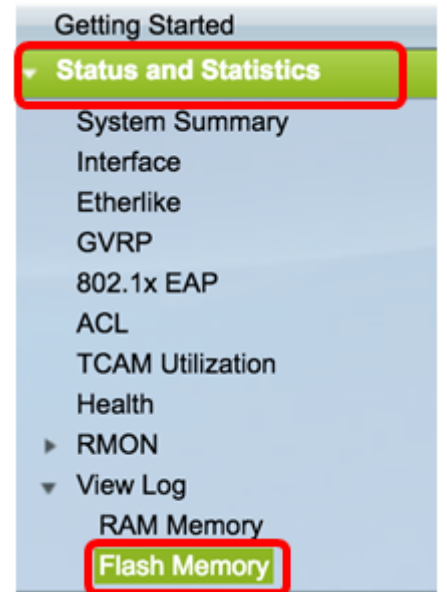 Getting Started
Status and Statistics
System Summary
Interface
Etherlike
GVRP
802.1x EAP
ACL
TCAM Utilization
Health
RMON
View Log
RAM Memory
Flash Memory